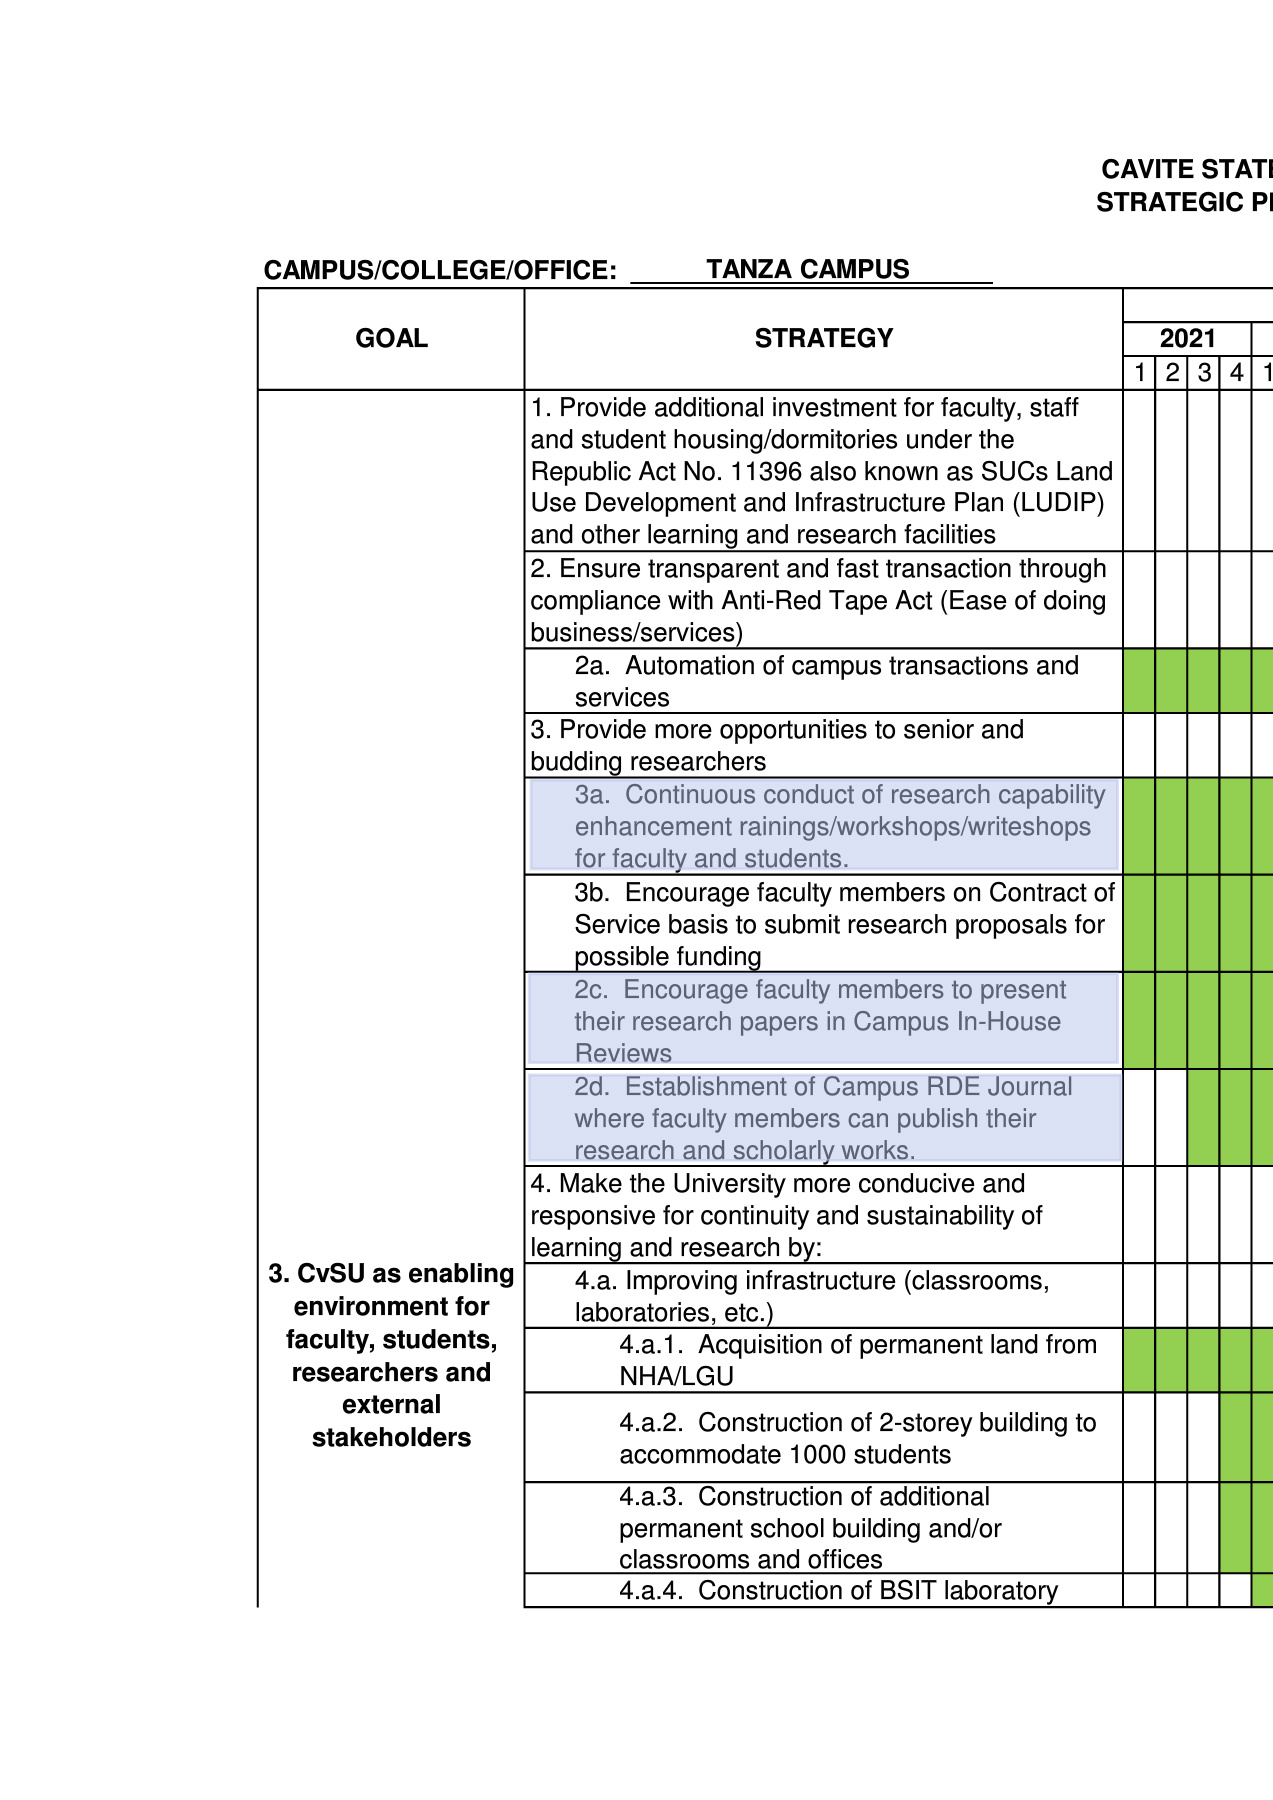 CAVITE STATE
STRATEGIC
CAMPUS/COLLEGE/OFFICE: TANZA CAMPUS
GOAL
STRATEGY
2021
1 2 3 4 1
1. Provide additional investment for faculty, staff
and student housing/dormitories under the
Republic Act No. 11396 also known as SUCs Land
Use Development and Infrastructure Plan (LUDIP)
and other learning and research facilities
2. Ensure transparent and fast transaction through
compliance with Anti-Red Tape Act (Ease of doing
business/services)
2a. Automation of campus transactions and
services
3. Provide more opportunities to senior and
budding researchers
3a. Continuous conduct of research capability
enhancement rainings/workshops/writeshops
for faculty and students.
3b. Encourage faculty members on Contract of
Service basis to submit research proposals for
possible funding
2c. Encourage faculty members to present
their research papers in Campus In-House
Reviews
2d. Establishment of Campus RDE Journal
where faculty members can publish their
research and scholarly works.
4. Make the University more conducive and
responsive for continuity and sustainability of
learning and research by:
3. CvSU as enabling
environment for
faculty, students,
researchers and
external
stakeholders
4.a. Improving infrastructure (classrooms,
laboratories, etc.)
4.a.1. Acquisition of permanent land from
NHA/LGU
4.a.2. Construction of 2-storey building to
accommodate 1000 students
4.a.3. Construction of additional
permanent school building and/or
classrooms and offices
4.a.4. Construction of BSIT laboratory